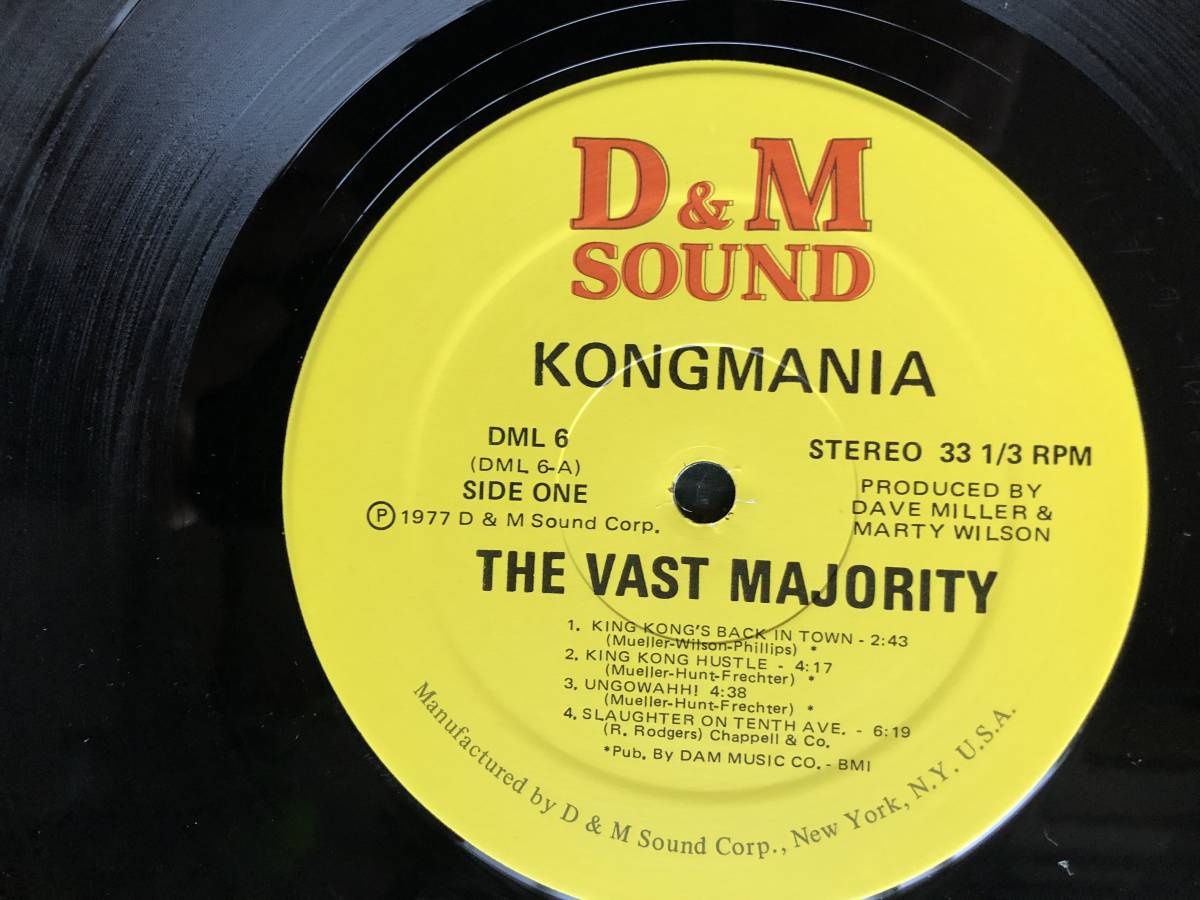 D & M
SOUND
KONGMANIA
DML 6
(DML 6-A)
SIDE ONE
Ⓟ 1977 D & M Sound Corp.
STEREO 33 1/3 RPM
PRODUCED BY
DAVE MILLER &
MARTY WILSON
THE VAST MAJORITY
1. KING KONG'S BACK IN TOWN - 2:43
(Mueller-Wilson-Phillips) *
2. KING KONG HUSTLE - 4:17
(Mueller-Hunt-Frechter) *
3. UNGOWAHH! 4:38
(Mueller-Hunt-Frechter) *
4. SLAUGHTER ON TENTH AVE. - 6:19
(R. Rodgers) Chappell & Co.
*Pub. By DAM MUSIC CO. - BMI
Manufactured by D & M Sound Corp., New York, N.Y. U.S.A.